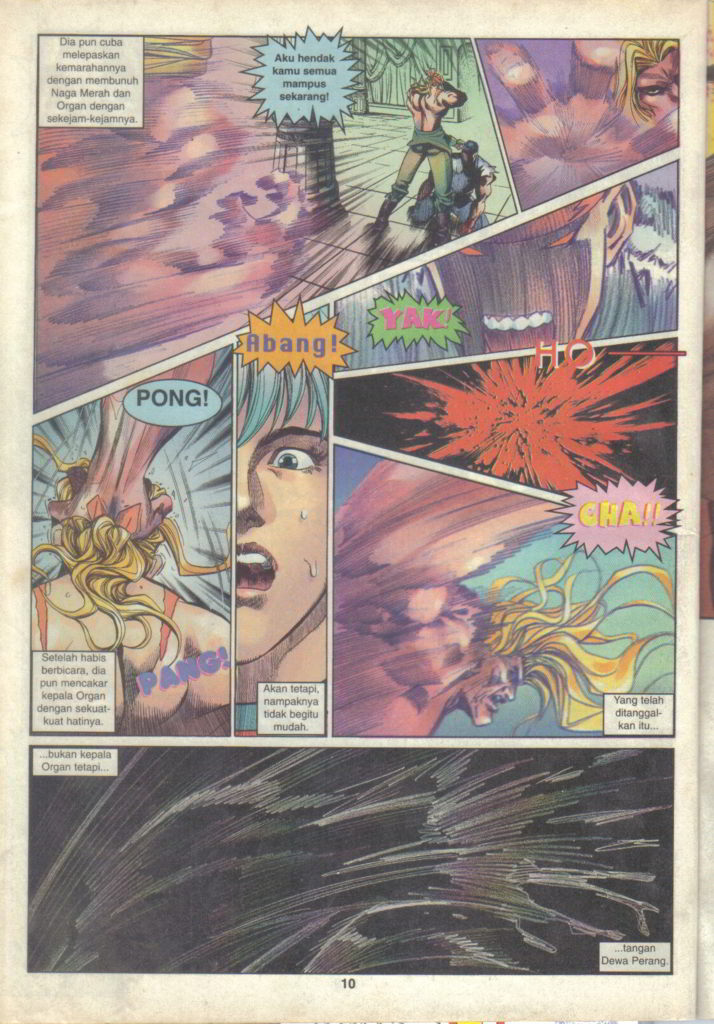 Dia pun cuba
melepaskan
kemarahannya
dengan membunuh
Naga Merah dan
Organ dengan
sekejam-kejamnya.
Aku hendak
kamu semua
mampus
sekarang!
YAK!
Abang!
HO
PONG!
CHA!!
PANG!
Setelah habis
berbicara, dia
pun mencakar
kepala Organ
dengan sekuat-
kuat hatinya.
Akan tetapi,
nampaknya
tidak begitu
mudah.
Yang telah
ditanggal-
kan itu...
...bukan kepala
Organ tetapi...
...tangan
Dewa Perang.
10